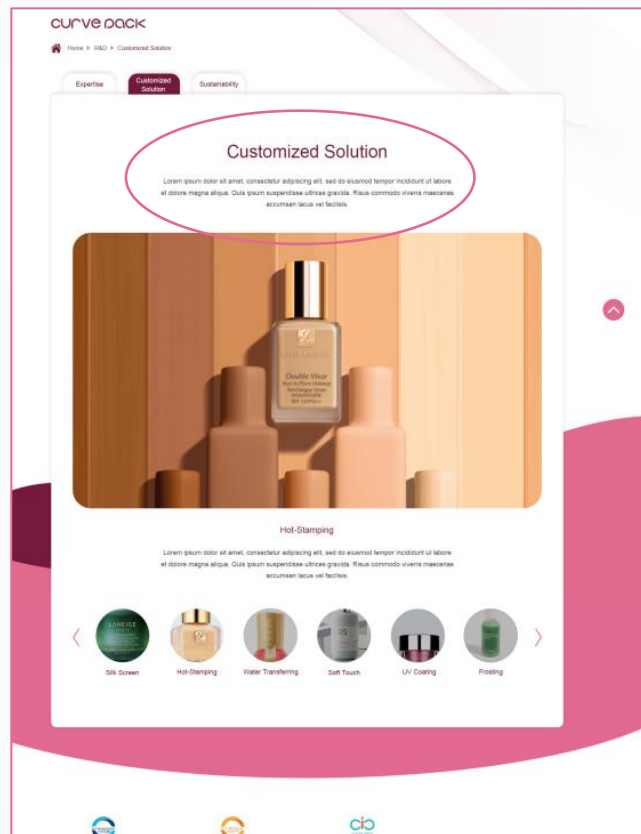 curve pack
Home > R&D > Customized Solution
Expertise
Customized
Solution
Sustainability
Customized Solution
Lorem ipsum dolor sit amet, consectetur adipiscing elit, sed do eiusmod tempor incididunt ut labore
et dolore magna aliqua. Quis ipsum suspendisse ultrices gravida. Risus commodo viverra maecenas
accumsan lacus vel facilisis.
Double Wear
Stay-in-Place Makeup
Hot-Stamping
Lorem ipsum dolor sit amet, consectetur adipiscing elit, sed do eiusmod tempor incididunt ut labore
et dolore magna aliqua. Quis ipsum suspendisse ultrices gravida. Risus commodo viverra maecenas
accumsan lacus vel facilisis.
LANEIGE
Silk Screen
Hot-Stamping
Water Transferring
Soft Touch
UV Coating
Frosting